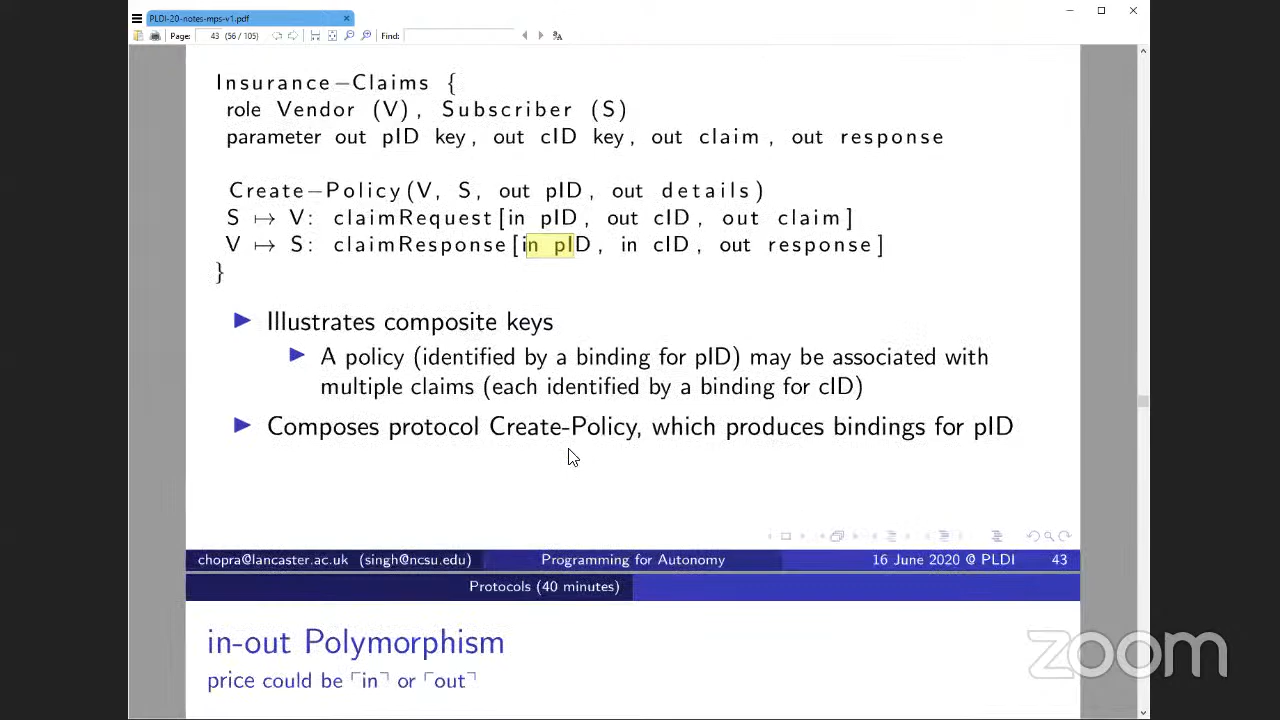 PLDI-20-notes-mps-v1.pdf
Page: 43 (56 / 105) Find:
Insurance−Claims {
role Vendor (V), Subscriber (S)
parameter out pID key, out cID key, out claim, out response
Create−Policy(V, S, out pID, out details)
S ↦ V: claimRequest[in pID, out cID, out claim]
V ↦ S: claimResponse[in pID, in cID, out response]
}
Illustrates composite keys
A policy (identified by a binding for pID) may be associated with
multiple claims (each identified by a binding for cID)
Composes protocol Create-Policy, which produces bindings for pID
chopra@lancaster.ac.uk (singh@ncsu.edu) Programming for Autonomy 16 June 2020 @ PLDI 43
Protocols (40 minutes)
in-out Polymorphism
price could be ⌜in⌝ or ⌜out⌝
zoom